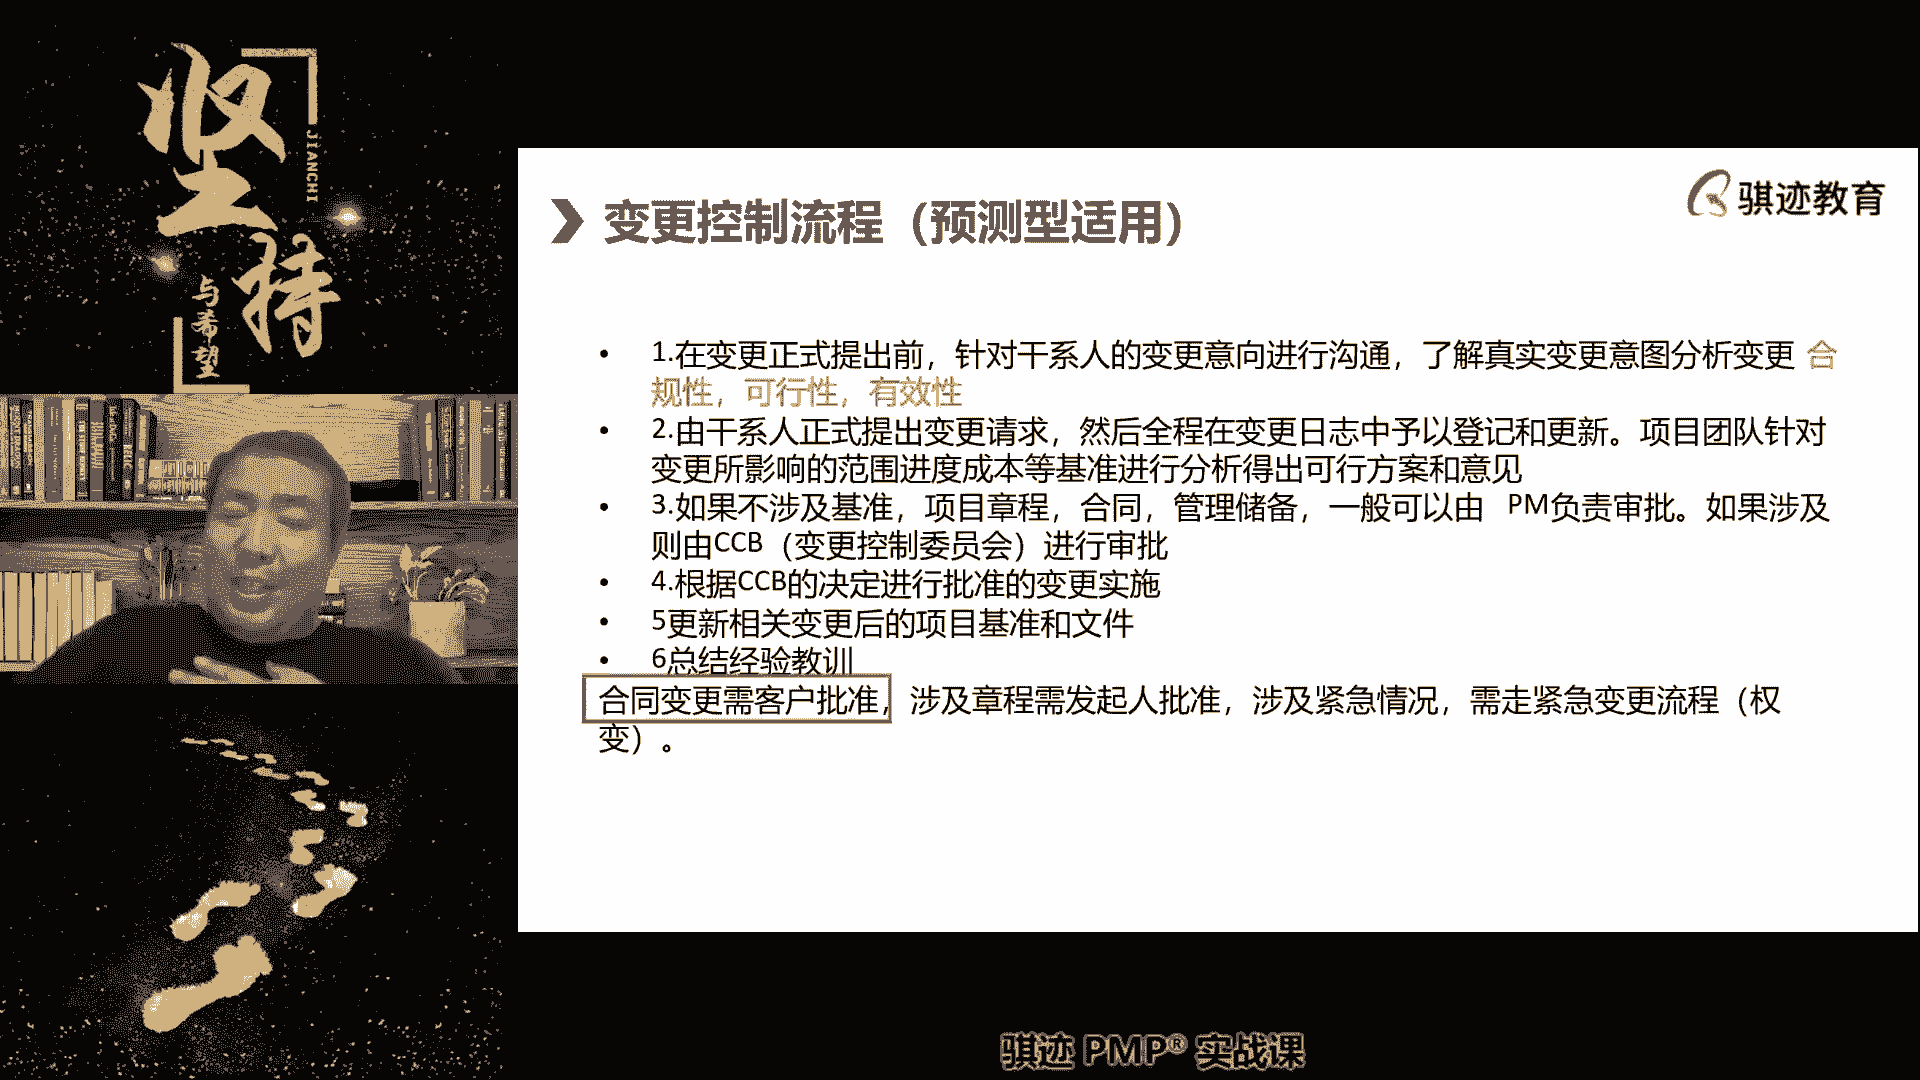 坚持
JIANCHI
与希望
骐迹教育
变更控制流程（预测型适用）
• 1.在变更正式提出前，针对干系人的变更意向进行沟通，了解真实变更意图分析变更 合
规性，可行性，有效性
• 2.由干系人正式提出变更请求，然后全程在变更日志中予以登记和更新。项目团队针对
变更所影响的范围进度成本等基准进行分析得出可行方案和意见
• 3.如果不涉及基准，项目章程，合同，管理储备，一般可以由 PM负责审批。如果涉及
则由CCB（变更控制委员会）进行审批
• 4.根据CCB的决定进行批准的变更实施
• 5更新相关变更后的项目基准和文件
• 6总结经验教训
合同变更需客户批准，涉及章程需发起人批准，涉及紧急情况，需走紧急变更流程（权
变）。
骐迹 PMP® 实战课